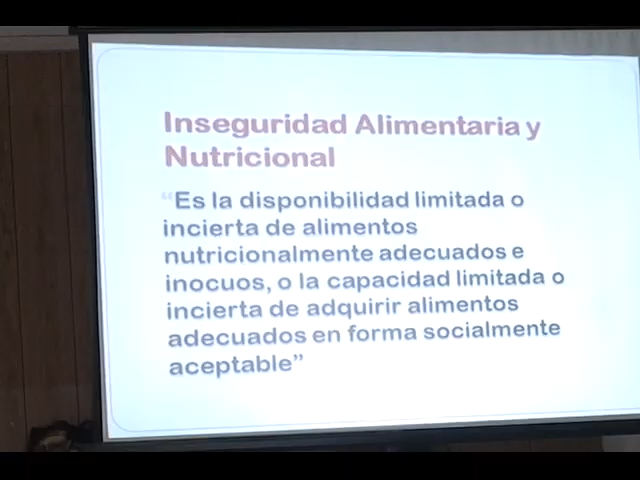 Inseguridad Alimentaria y
Nutricional
“Es la disponibilidad limitada o
incierta de alimentos
nutricionalmente adecuados e
inocuos, o la capacidad limitada o
incierta de adquirir alimentos
adecuados en forma socialmente
aceptable”